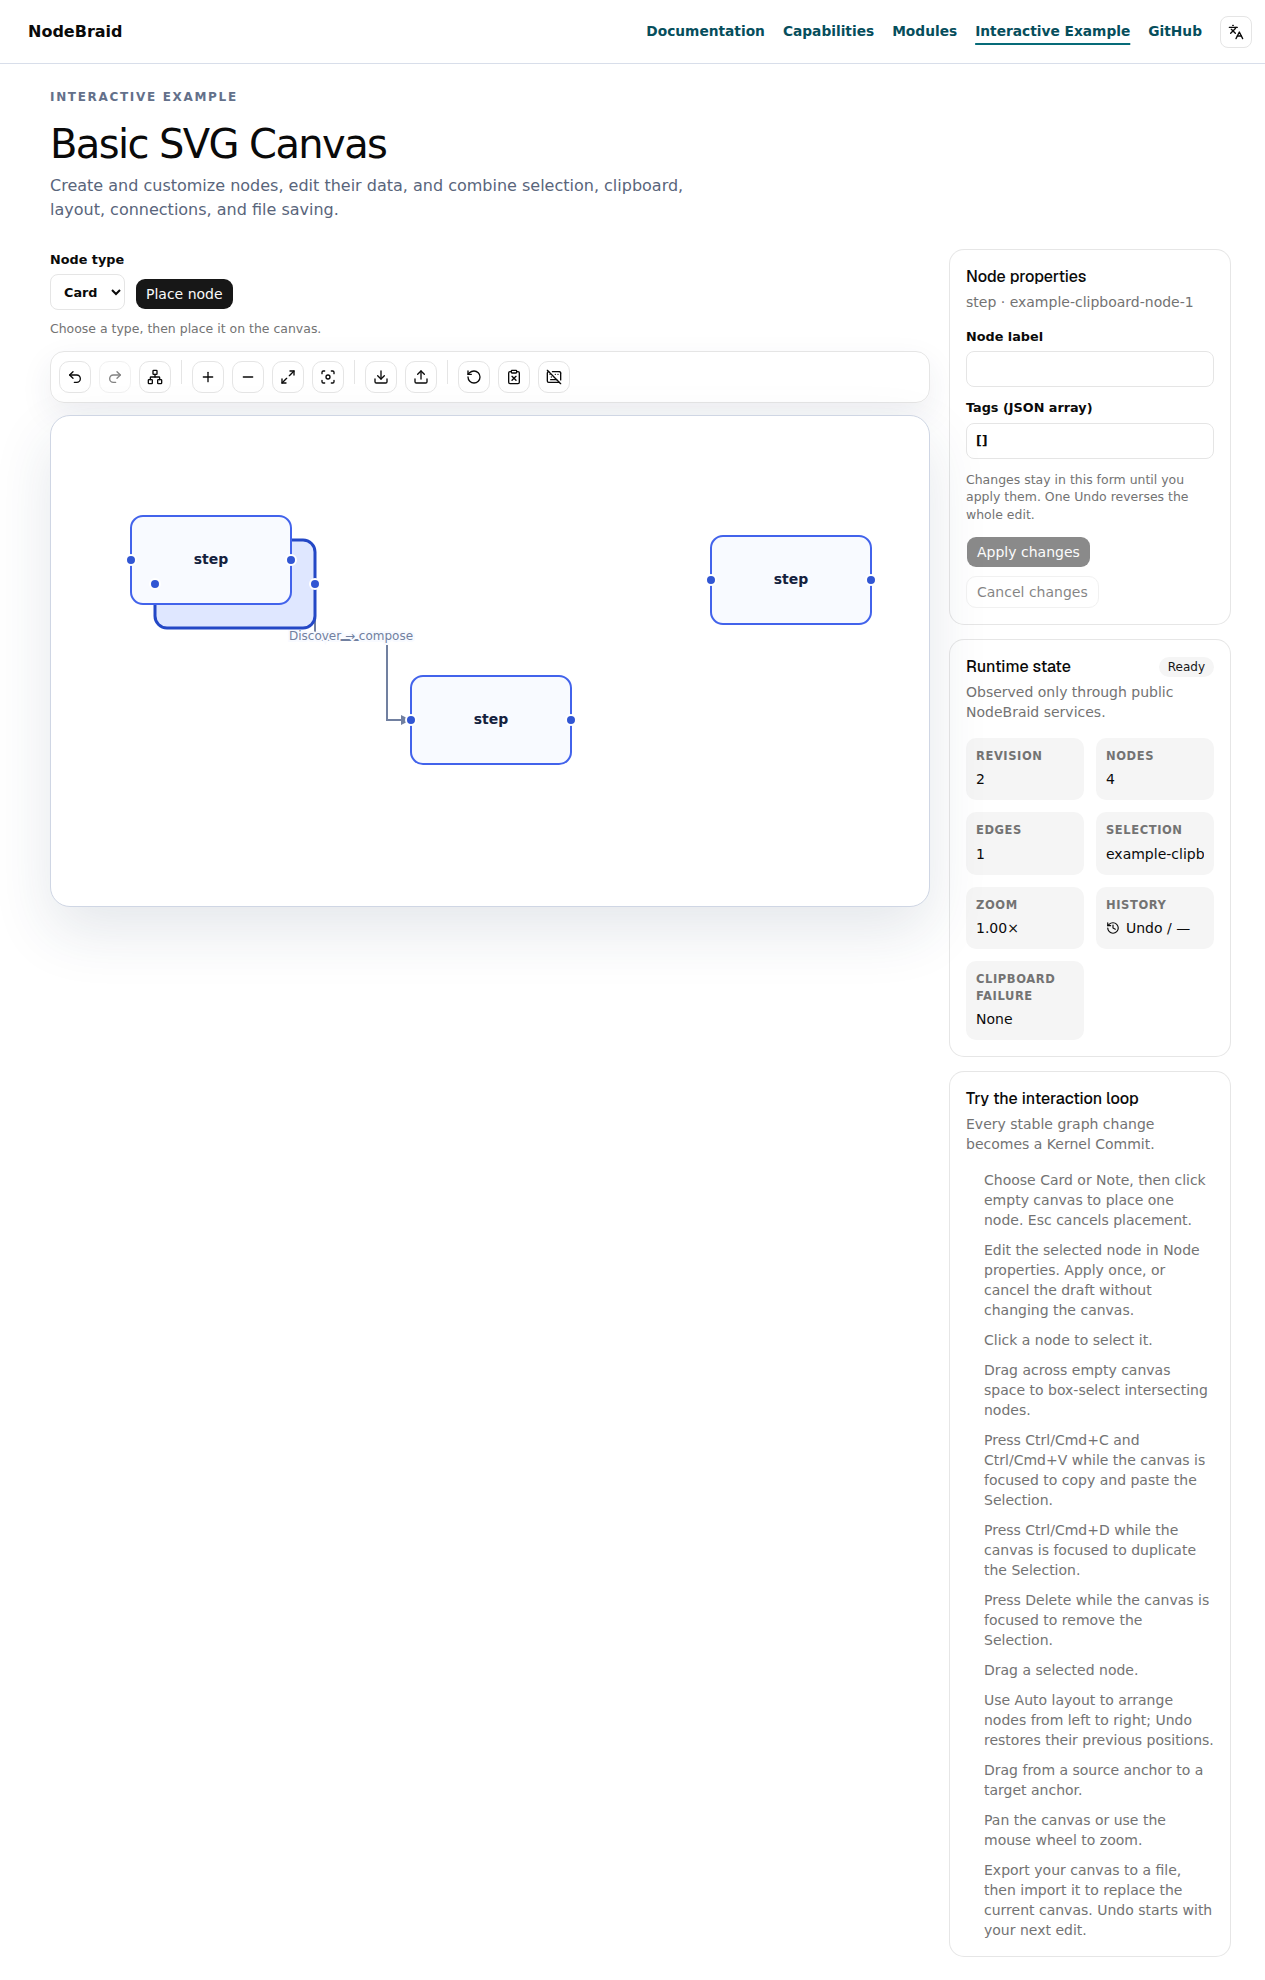 NodeBraid
Documentation Capabilities Modules Interactive Example GitHub
INTERACTIVE EXAMPLE
Basic SVG Canvas
Create and customize nodes, edit their data, and combine selection, clipboard,
layout, connections, and file saving.
Node type
Card
Place node
Choose a type, then place it on the canvas.
step
step
Discover → compose
step
Node properties
step · example-clipboard-node-1
Node label
Tags (JSON array)
[]
Changes stay in this form until you
apply them. One Undo reverses the
whole edit.
Apply changes
Cancel changes
Runtime state
Ready
Observed only through public
NodeBraid services.
REVISION
2
NODES
4
EDGES
1
SELECTION
example-clipb
ZOOM
1.00×
HISTORY
Undo / —
CLIPBOARD
FAILURE
None
Try the interaction loop
Every stable graph change
becomes a Kernel Commit.
Choose Card or Note, then click
empty canvas to place one
node. Esc cancels placement.
Edit the selected node in Node
properties. Apply once, or
cancel the draft without
changing the canvas.
Click a node to select it.
Drag across empty canvas
space to box-select intersecting
nodes.
Press Ctrl/Cmd+C and
Ctrl/Cmd+V while the canvas is
focused to copy and paste the
Selection.
Press Ctrl/Cmd+D while the
canvas is focused to duplicate
the Selection.
Press Delete while the canvas is
focused to remove the
Selection.
Drag a selected node.
Use Auto layout to arrange
nodes from left to right; Undo
restores their previous positions.
Drag from a source anchor to a
target anchor.
Pan the canvas or use the
mouse wheel to zoom.
Export your canvas to a file,
then import it to replace the
current canvas. Undo starts with
your next edit.